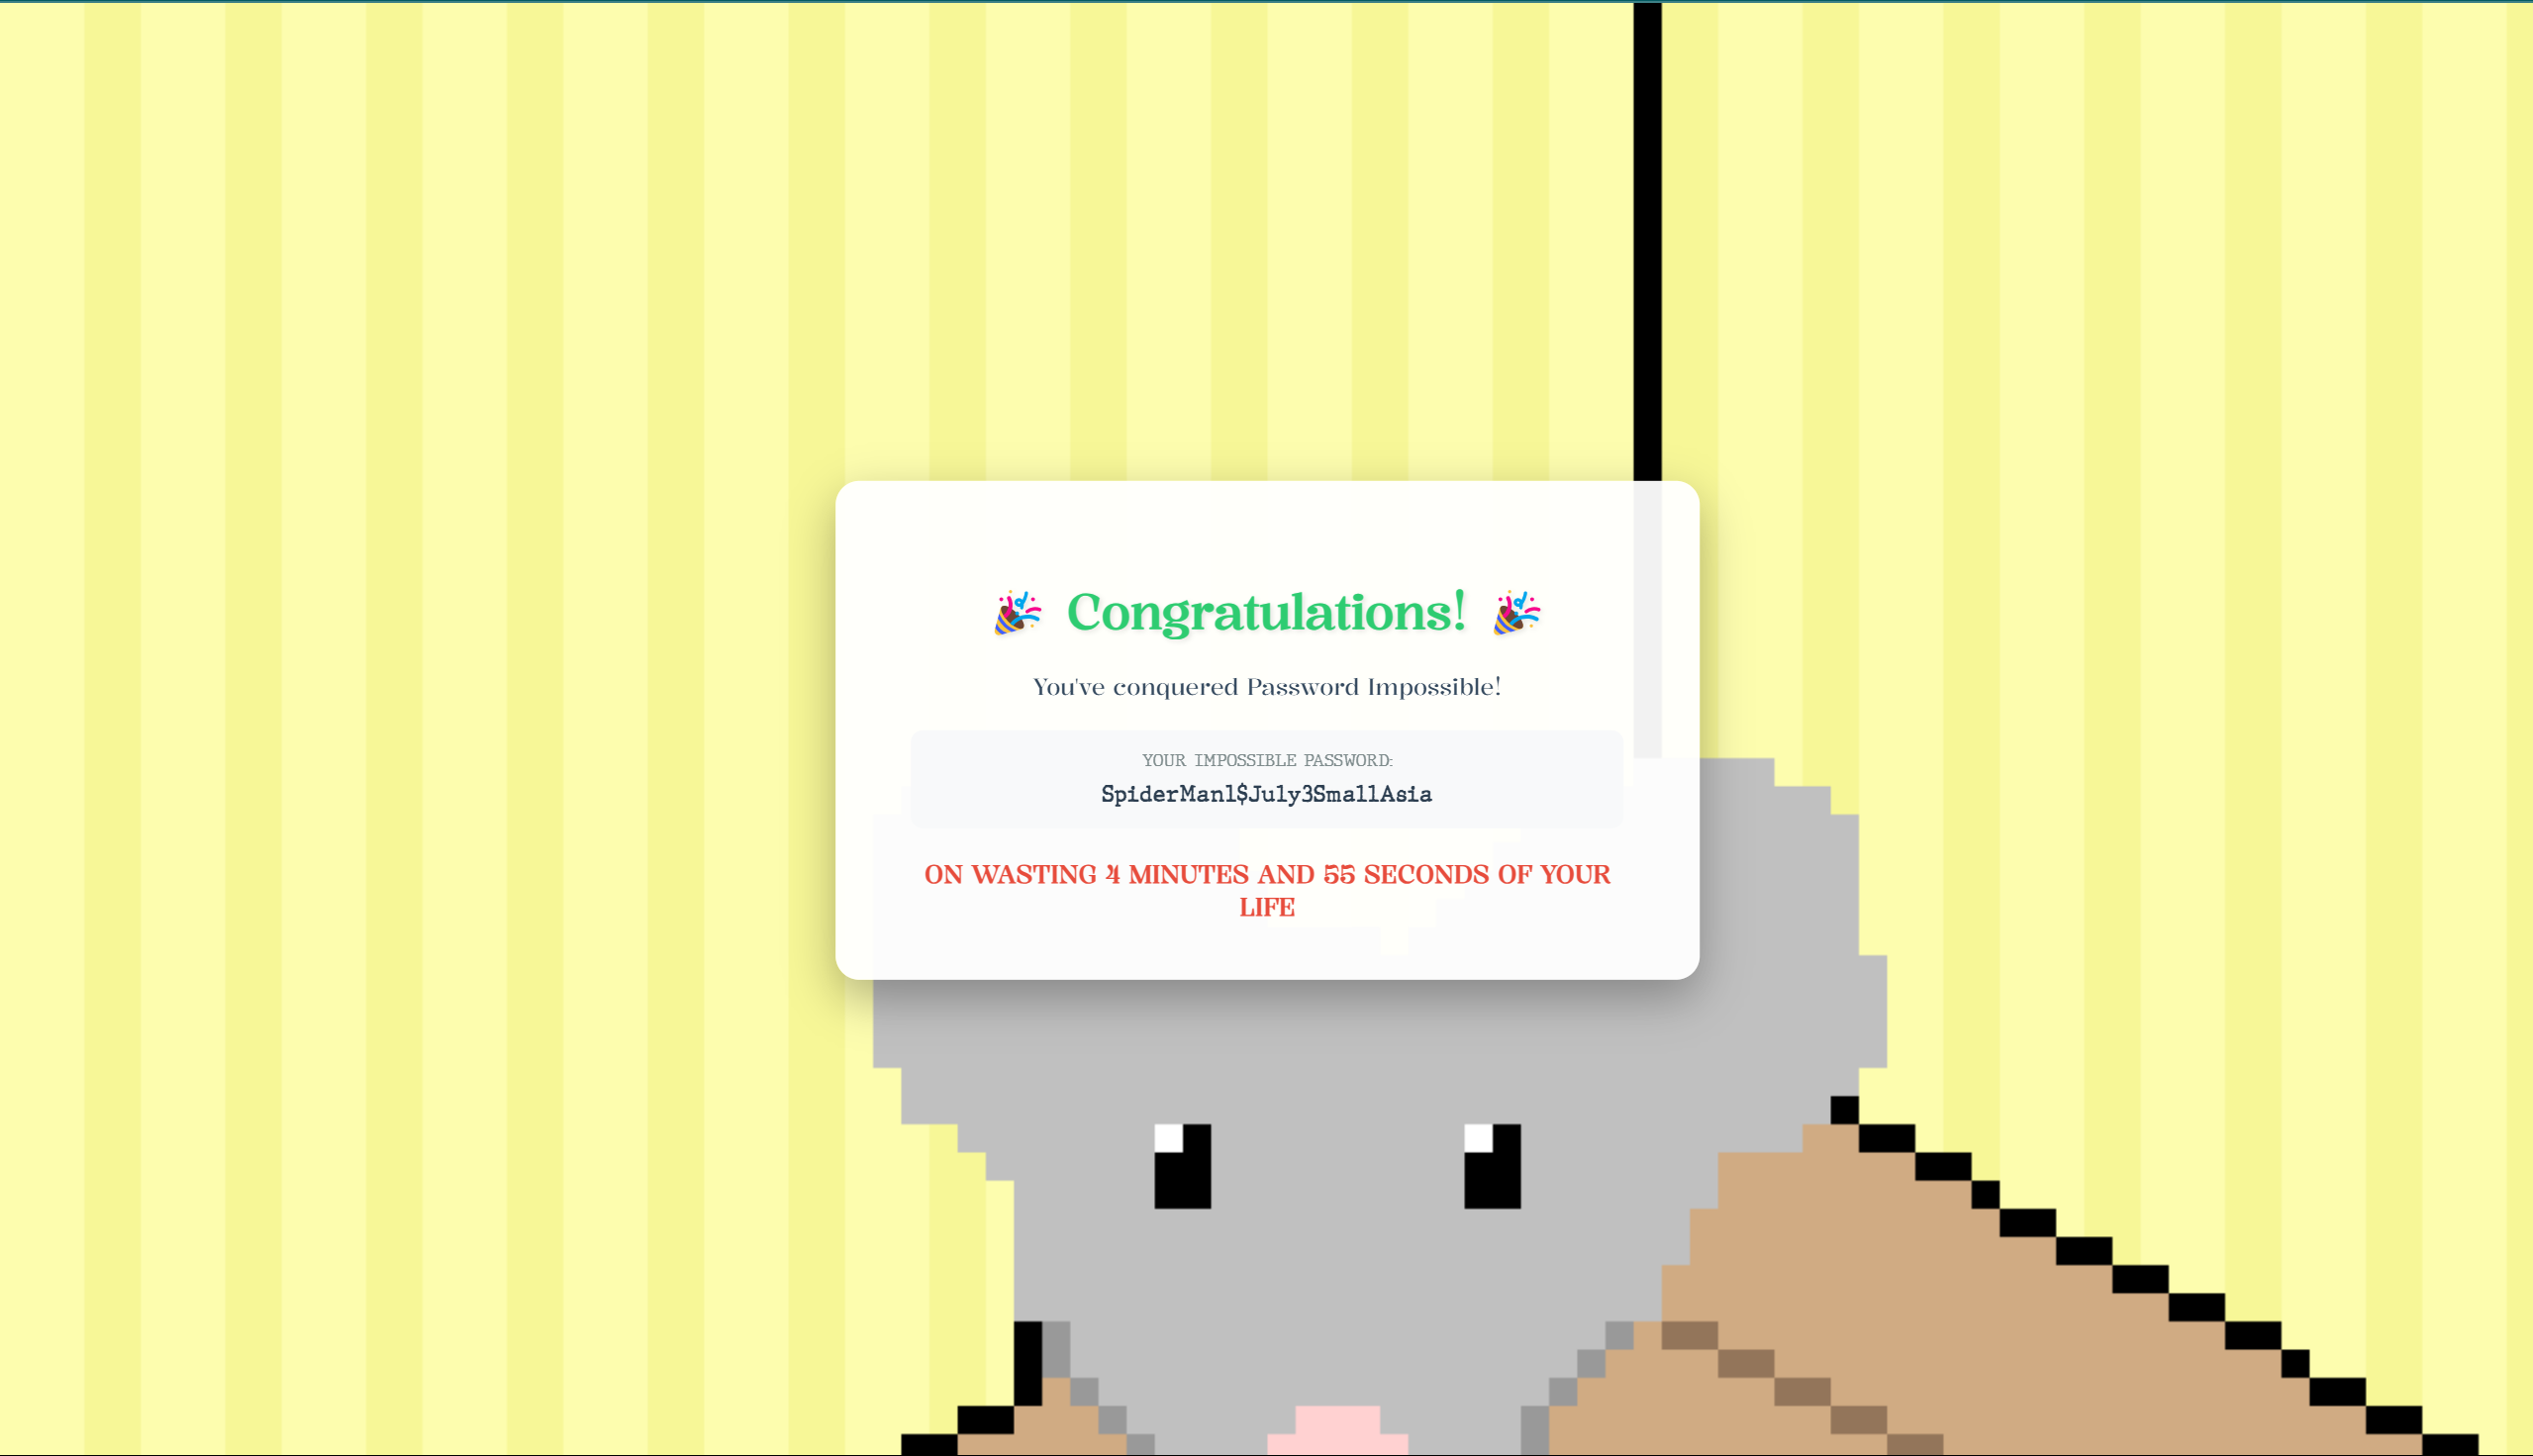 🎉 Congratulations! 🎉
You've conquered Password Impossible!
YOUR IMPOSSIBLE PASSWORD:
SpiderMan1$July3SmallAsia
ON WASTING 4 MINUTES AND 55 SECONDS OF YOUR
LIFE